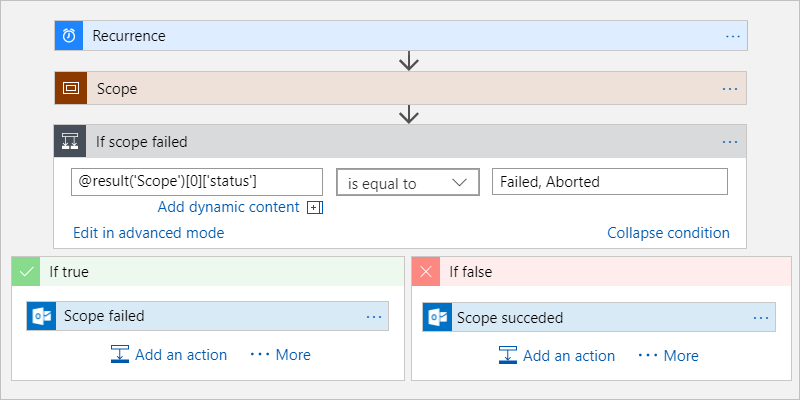 Recurrence
Scope
If scope failed
@result('Scope')[0]['status'] is equal to Failed, Aborted
Add dynamic content
Edit in advanced mode Collapse condition
If true
Scope failed
Add an action ··· More
If false
Scope succeded
Add an action ··· More